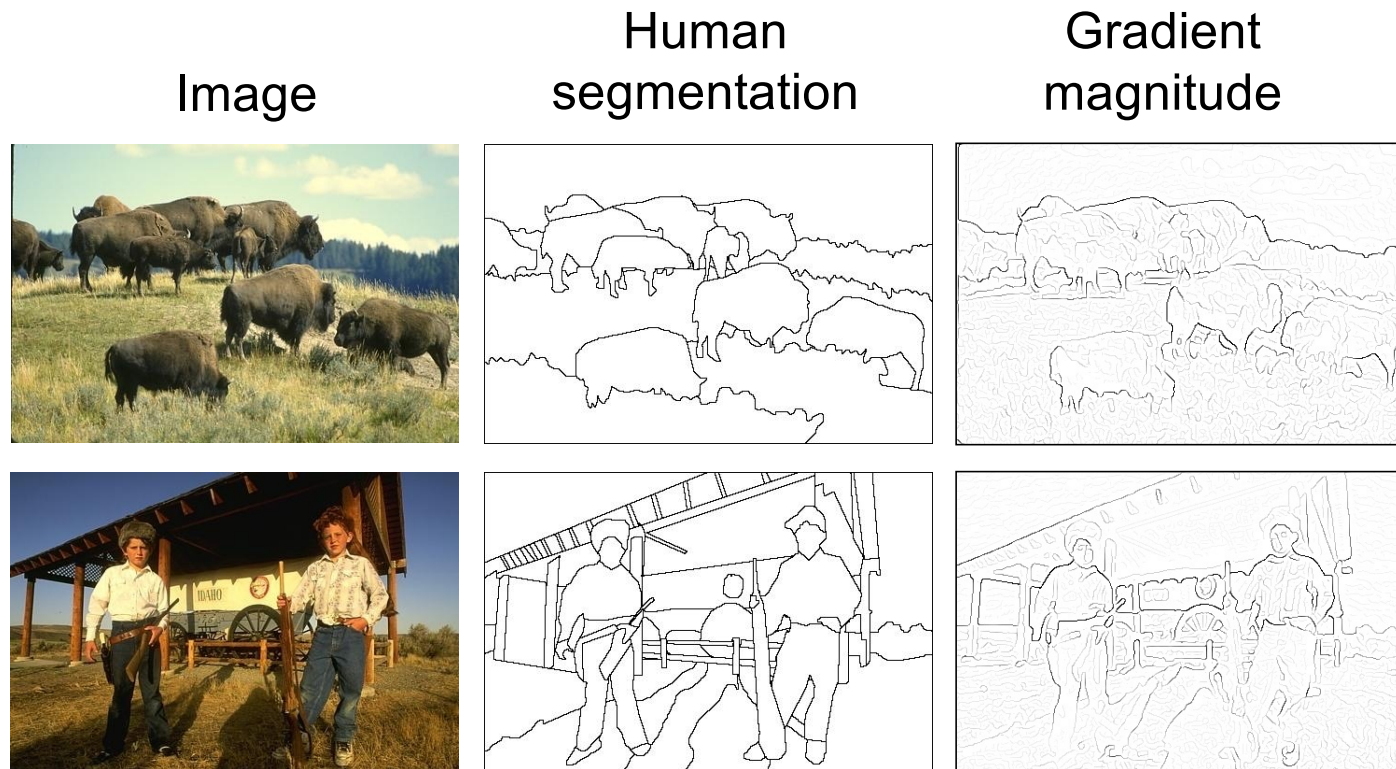 Image
Human
segmentation
Gradient
magnitude
IDAHO